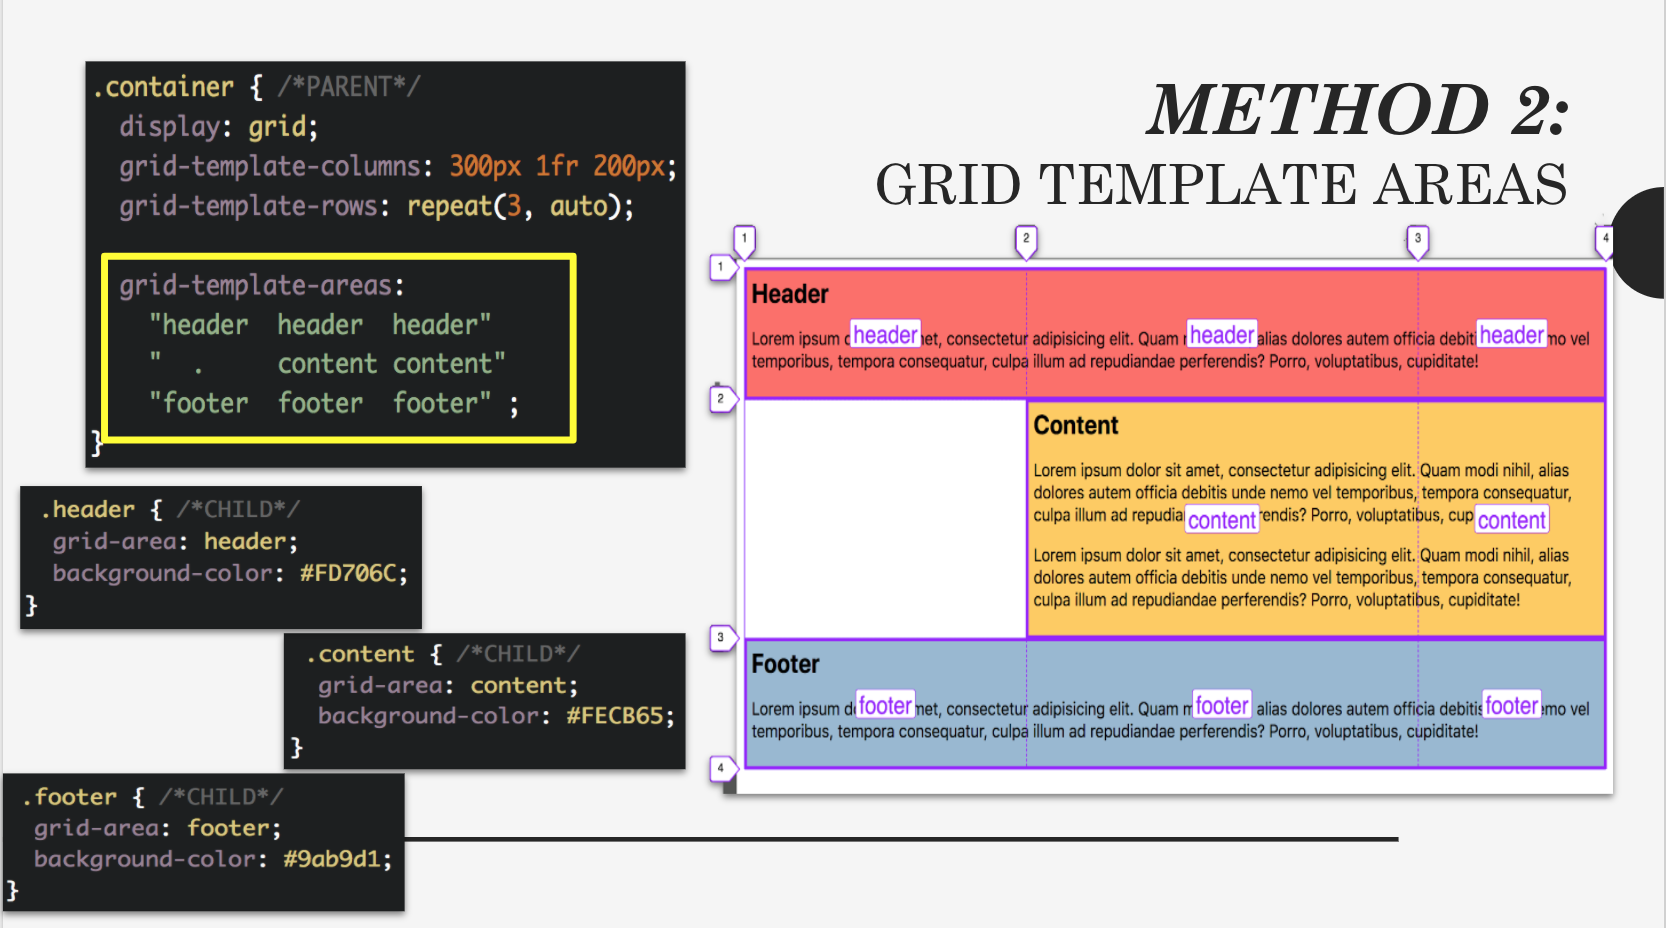 METHOD 2:
GRID TEMPLATE AREAS
.container { /*PARENT*/
display: grid;
grid-template-columns: 300px 1fr 200px;
grid-template-rows: repeat(3, auto);
grid-template-areas:
"header header header"
" . content content"
"footer footer footer" ;
}
.header { /*CHILD*/
grid-area: header;
background-color: #FD706C;
}
.content { /*CHILD*/
grid-area: content;
background-color: #FECB65;
}
.footer { /*CHILD*/
grid-area: footer;
background-color: #9ab9d1;
}
1 2 3 4
1
Header
Lorem ipsum header met, consectetur adipisicing elit. Quam header alias dolores autem officia debiti header mo vel
temporibus, tempora consequatur, culpa illum ad repudiandae perferendis? Porro, voluptatibus, cupiditate!
2
Content
Lorem ipsum dolor sit amet, consectetur adipisicing elit. Quam modi nihil, alias
dolores autem officia debitis unde nemo vel temporibus, tempora consequatur,
culpa illum ad repudia content rendis? Porro, voluptatibus, cup content
Lorem ipsum dolor sit amet, consectetur adipisicing elit. Quam modi nihil, alias
dolores autem officia debitis unde nemo vel temporibus, tempora consequatur,
culpa illum ad repudiandae perferendis? Porro, voluptatibus, cupiditate!
3
Footer
Lorem ipsum d footer met, consectetur adipisicing elit. Quam m footer alias dolores autem officia debitis footer emo vel
temporibus, tempora consequatur, culpa illum ad repudiandae perferendis? Porro, voluptatibus, cupiditate!
4